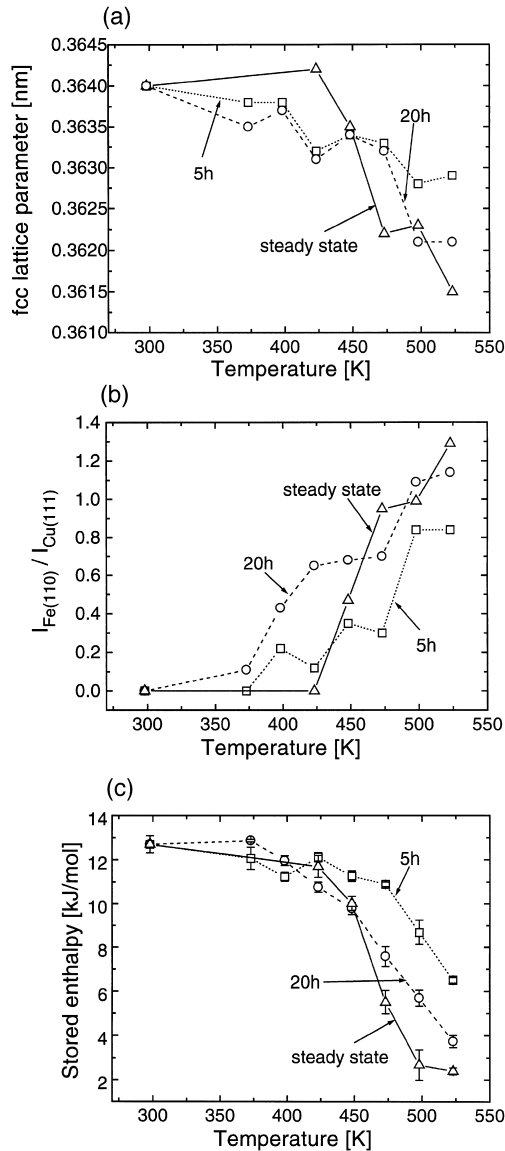 (a)
fcc lattice parameter [nm]
0.3645
0.3640
0.3635
0.3630
0.3625
0.3620
0.3615
0.3610
5h
20h
steady state
300 350 400 450 500 550
Temperature [K]
(b)
I Fe(110) / I Cu(111)
1.4
1.2
1.0
0.8
0.6
0.4
0.2
0.0
steady state
20h
5h
300 350 400 450 500 550
Temperature [K]
(c)
Stored enthalpy [kJ/mol]
14
12
10
8
6
4
2
5h
20h
steady state
300 350 400 450 500 550
Temperature [K]